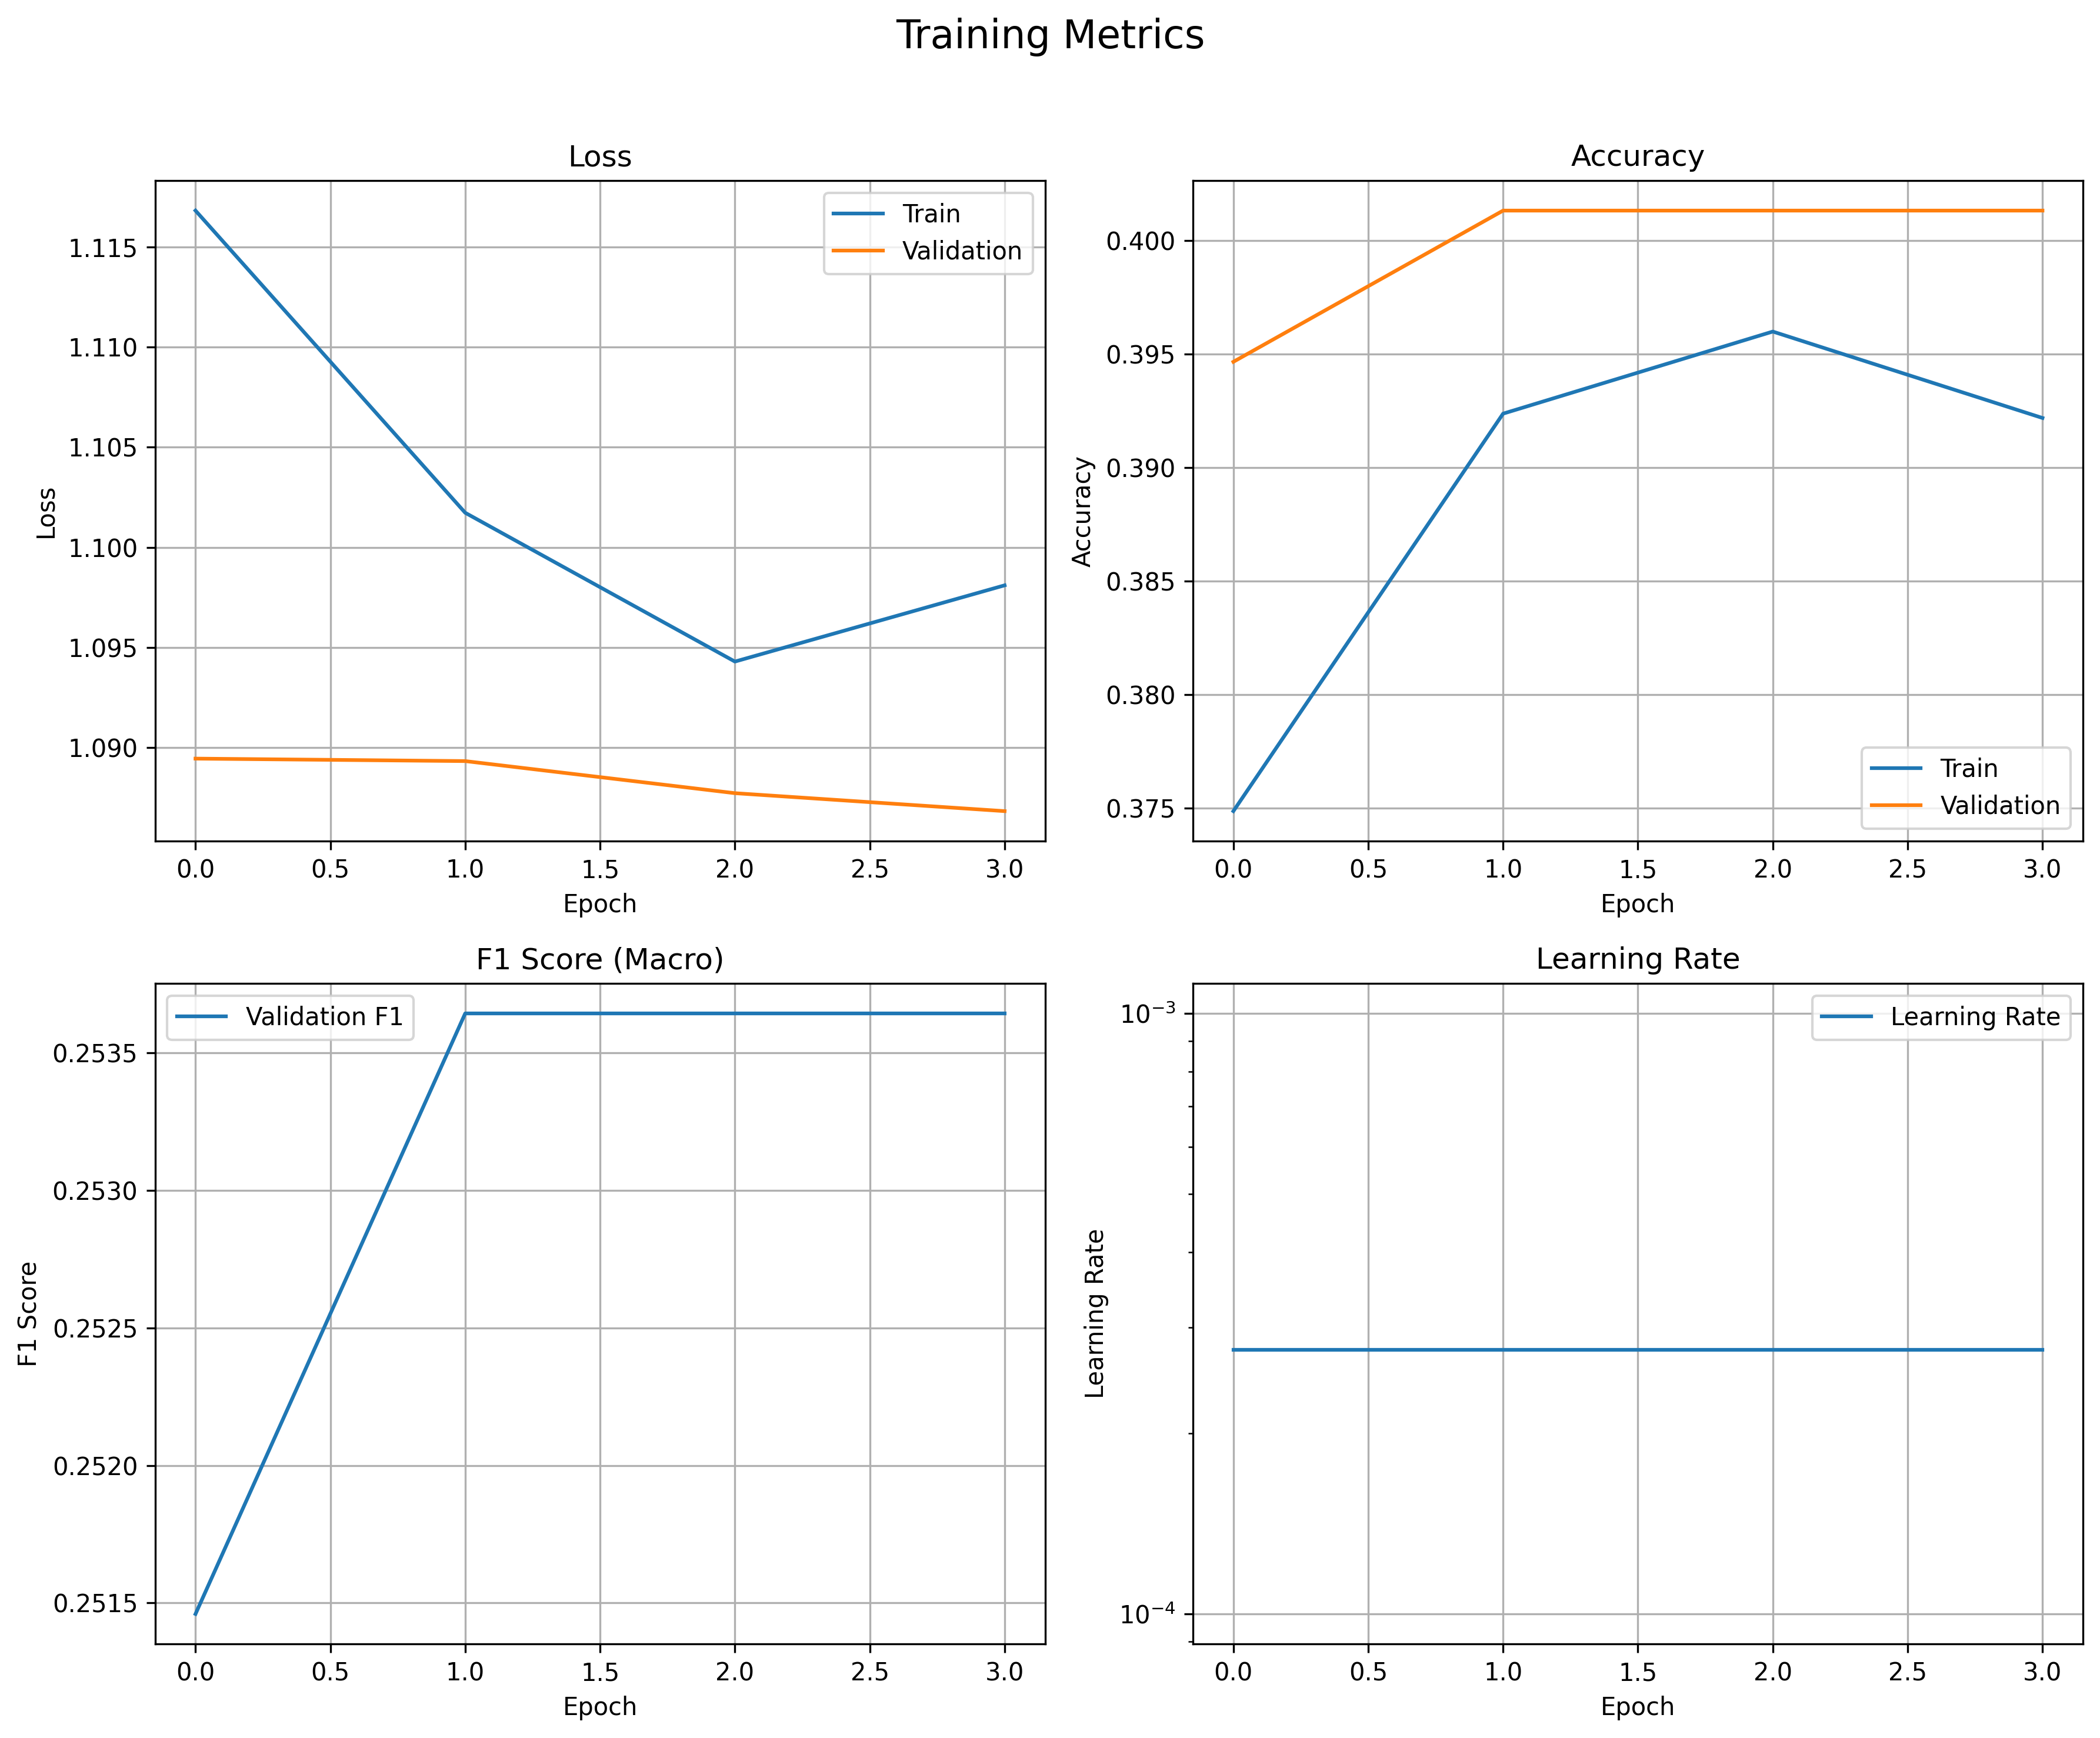 Training Metrics
Loss
Loss
1.115
1.110
1.105
1.100
1.095
1.090
Train
Validation
0.0 0.5 1.0 1.5 2.0 2.5 3.0
Epoch
Accuracy
Accuracy
0.400
0.395
0.390
0.385
0.380
0.375
Train
Validation
0.0 0.5 1.0 1.5 2.0 2.5 3.0
Epoch
F1 Score (Macro)
F1 Score
Validation F1
0.2535
0.2530
0.2525
0.2520
0.2515
0.0 0.5 1.0 1.5 2.0 2.5 3.0
Epoch
Learning Rate
Learning Rate
10⁻³
10⁻⁴
Learning Rate
0.0 0.5 1.0 1.5 2.0 2.5 3.0
Epoch